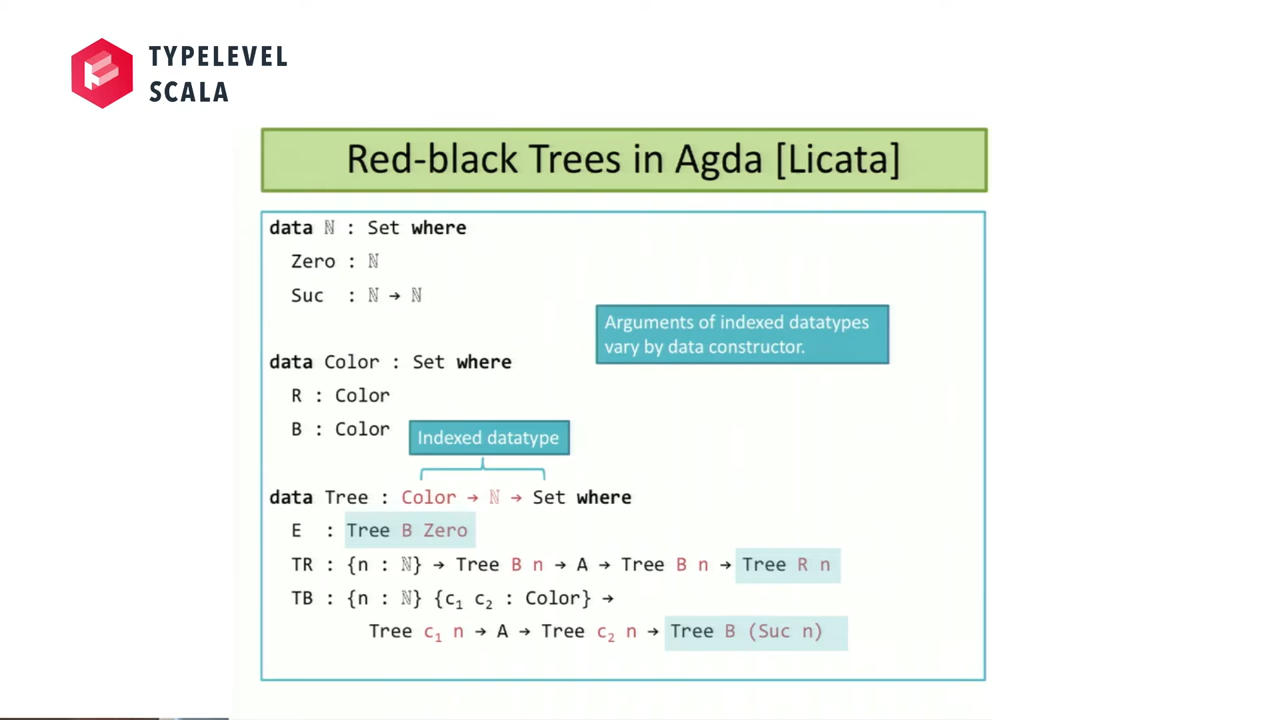 TYPELEVEL
SCALA
Red-black Trees in Agda [Licata]
data ℕ : Set where
Zero : ℕ
Suc : ℕ → ℕ
Arguments of indexed datatypes
vary by data constructor.
data Color : Set where
R : Color
B : Color
Indexed datatype
data Tree : Color → ℕ → Set where
E : Tree B Zero
TR : {n : ℕ} → Tree B n → A → Tree B n → Tree R n
TB : {n : ℕ} {c₁ c₂ : Color} →
Tree c₁ n → A → Tree c₂ n → Tree B (Suc n)